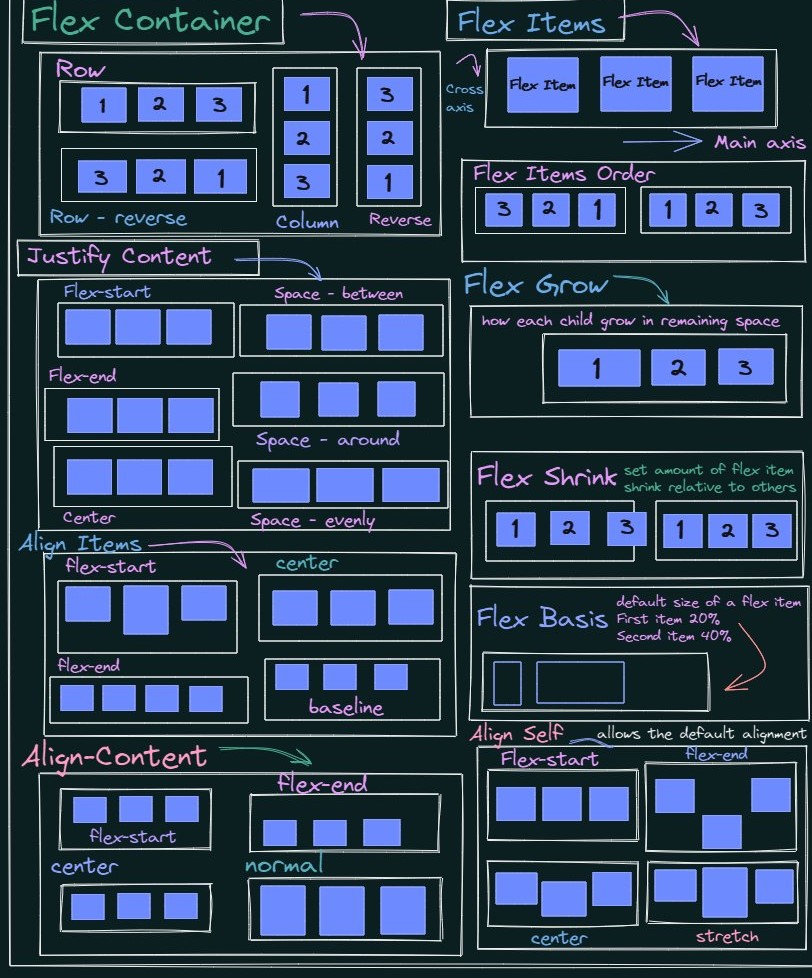 Flex Container
Row
1 2 3
3 2 1
Row - reverse
1
2
3
Column
3
2
1
Reverse
Justify Content
Flex-start
Space - between
Flex-end
Space - around
Center
Space - evenly
Align Items
flex-start
center
flex-end
baseline
Align-Content
flex-start
flex-end
center
normal
Flex Items
Cross
axis
Flex Item Flex Item Flex Item
Main axis
Flex Items Order
3 2 1
1 2 3
Flex Grow
how each child grow in remaining space
1 2 3
Flex Shrink
set amount of flex item
shrink relative to others
1 2 3
1 2 3
Flex Basis
default size of a flex item
First item 20%
Second item 40%
Align Self
allows the default alignment
Flex-start
flex-end
center
stretch